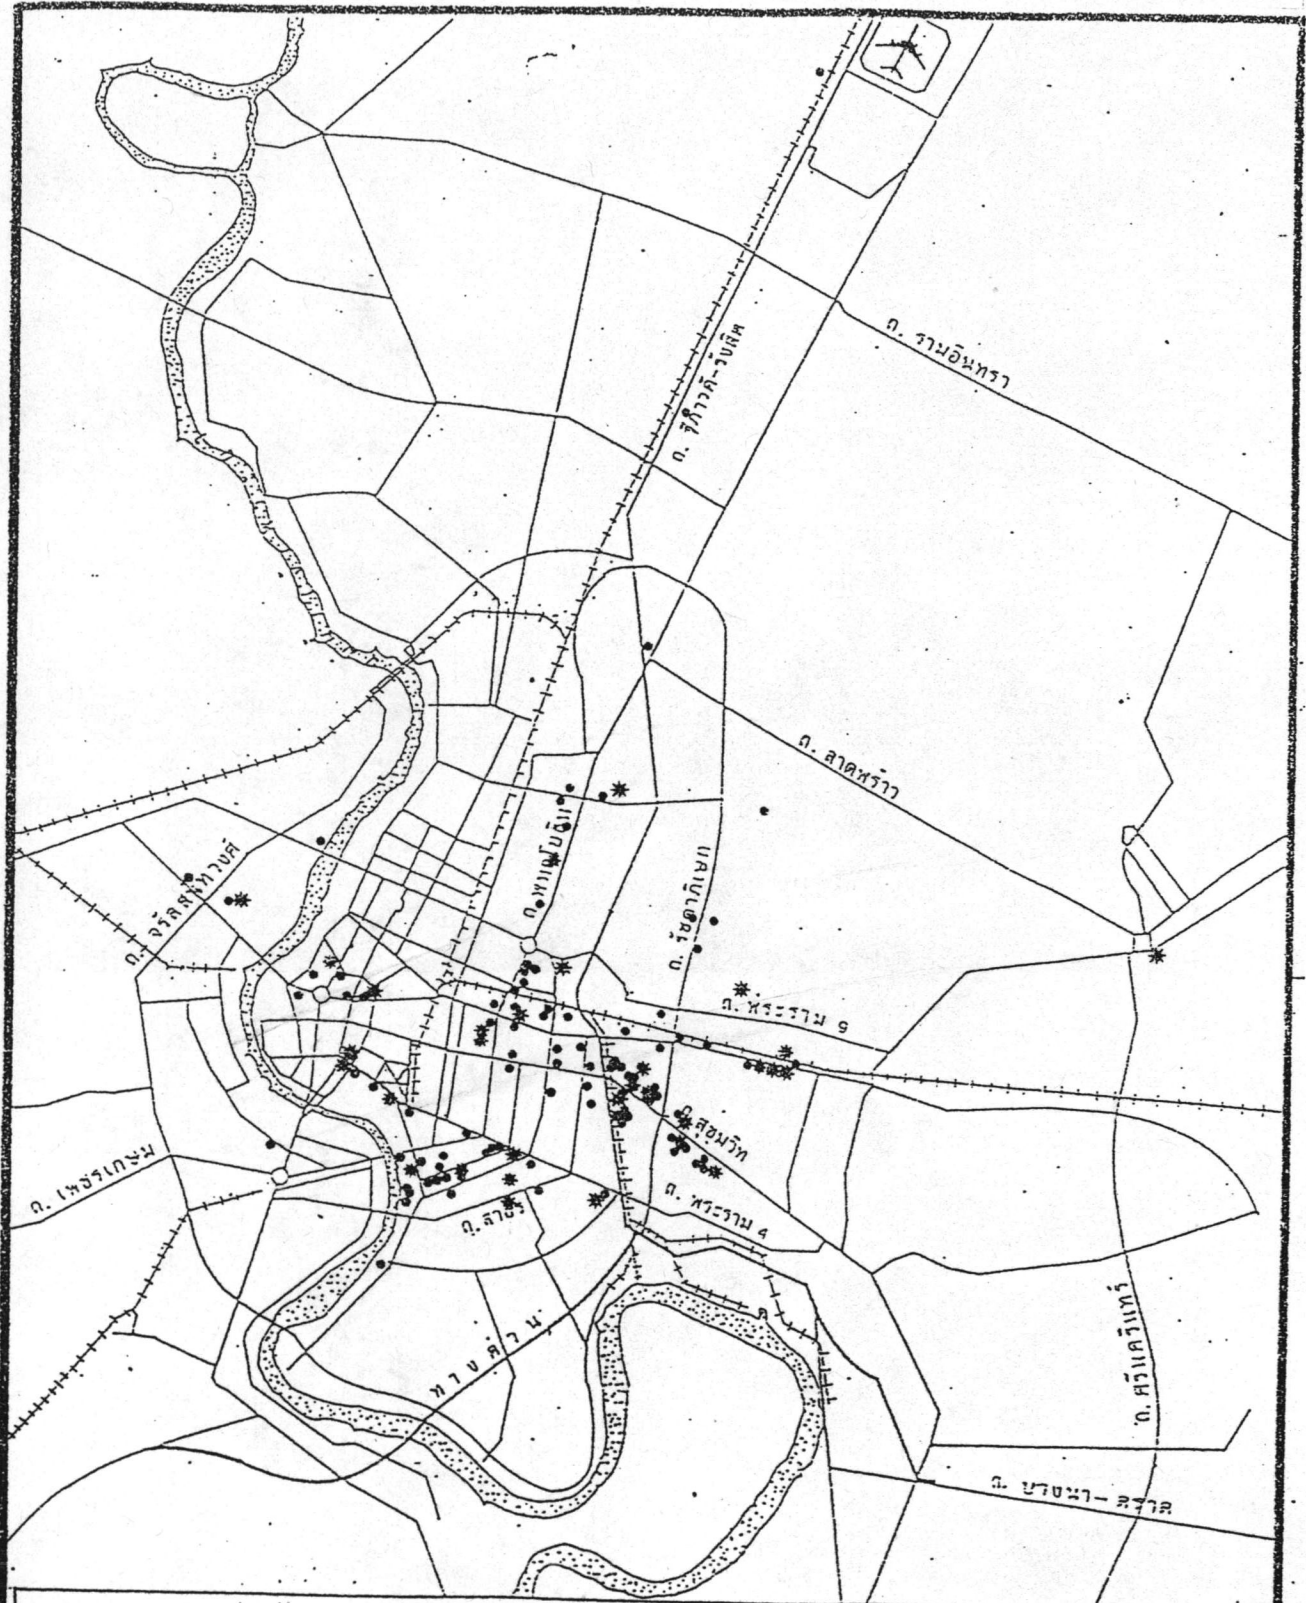 ถ. รามอินทรา
ถ. วิภาวดี-รังสิต
ถ. ลาดพร้าว
ถ. พหลโยธิน
ถ. จรัลสนิทวงศ์
ถ. รัชดาภิเษก
ถ. พระราม 9
ถ. สุขุมวิท
ถ. เพชรเกษม
ถ. พระราม 4
ถ. สาธร
ทางด่วน
ถ. ศรีนครินทร์
ถ. บางนา-ตราด